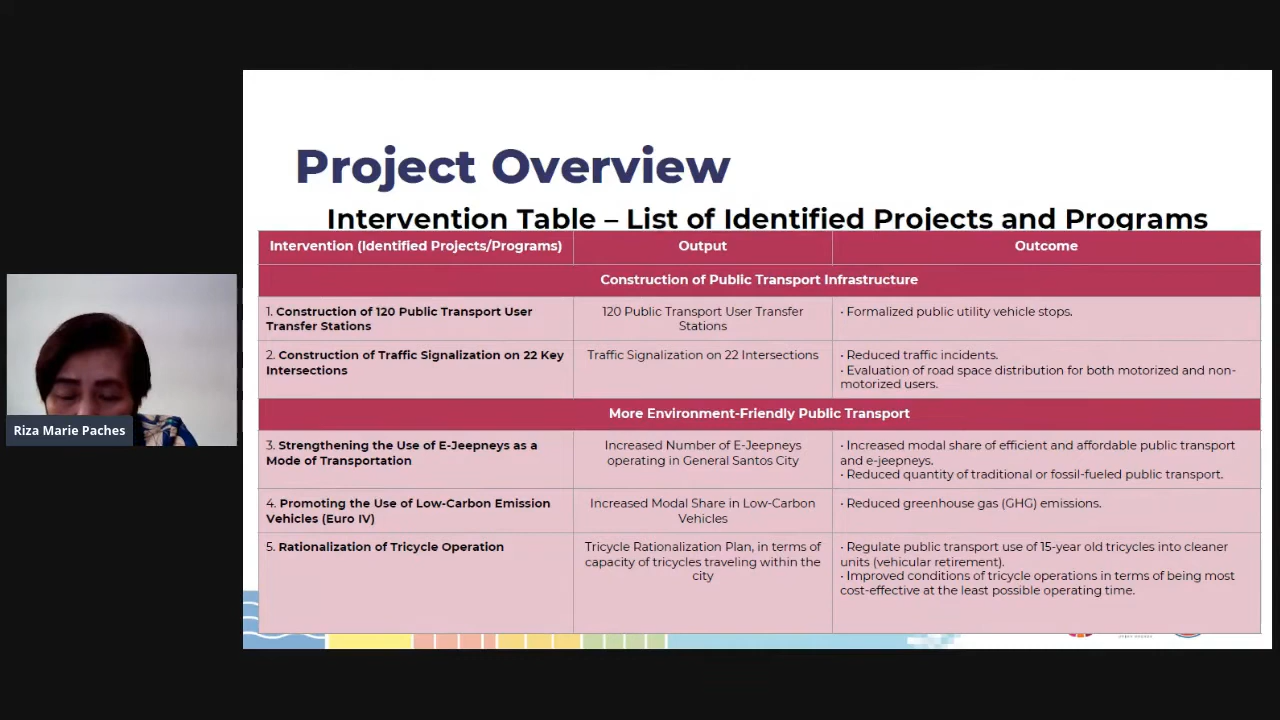 Project Overview
Intervention Table – List of Identified Projects and Programs
Intervention (Identified Projects/Programs)
Output
Outcome
Construction of Public Transport Infrastructure
1. Construction of 120 Public Transport User
Transfer Stations
120 Public Transport User Transfer
Stations
• Formalized public utility vehicle stops.
2. Construction of Traffic Signalization on 22 Key
Intersections
Traffic Signalization on 22 Intersections
• Reduced traffic incidents.
• Evaluation of road space distribution for both motorized and non-
motorized users.
More Environment-Friendly Public Transport
3. Strengthening the Use of E-Jeepneys as a
Mode of Transportation
Increased Number of E-Jeepneys
operating in General Santos City
• Increased modal share of efficient and affordable public transport
and e-jeepneys.
• Reduced quantity of traditional or fossil-fueled public transport.
4. Promoting the Use of Low-Carbon Emission
Vehicles (Euro IV)
Increased Modal Share in Low-Carbon
Vehicles
• Reduced greenhouse gas (GHG) emissions.
5. Rationalization of Tricycle Operation
Tricycle Rationalization Plan, in terms of
capacity of tricycles traveling within the
city
• Regulate public transport use of 15-year old tricycles into cleaner
units (vehicular retirement).
• Improved conditions of tricycle operations in terms of being most
cost-effective at the least possible operating time.
Riza Marie Paches